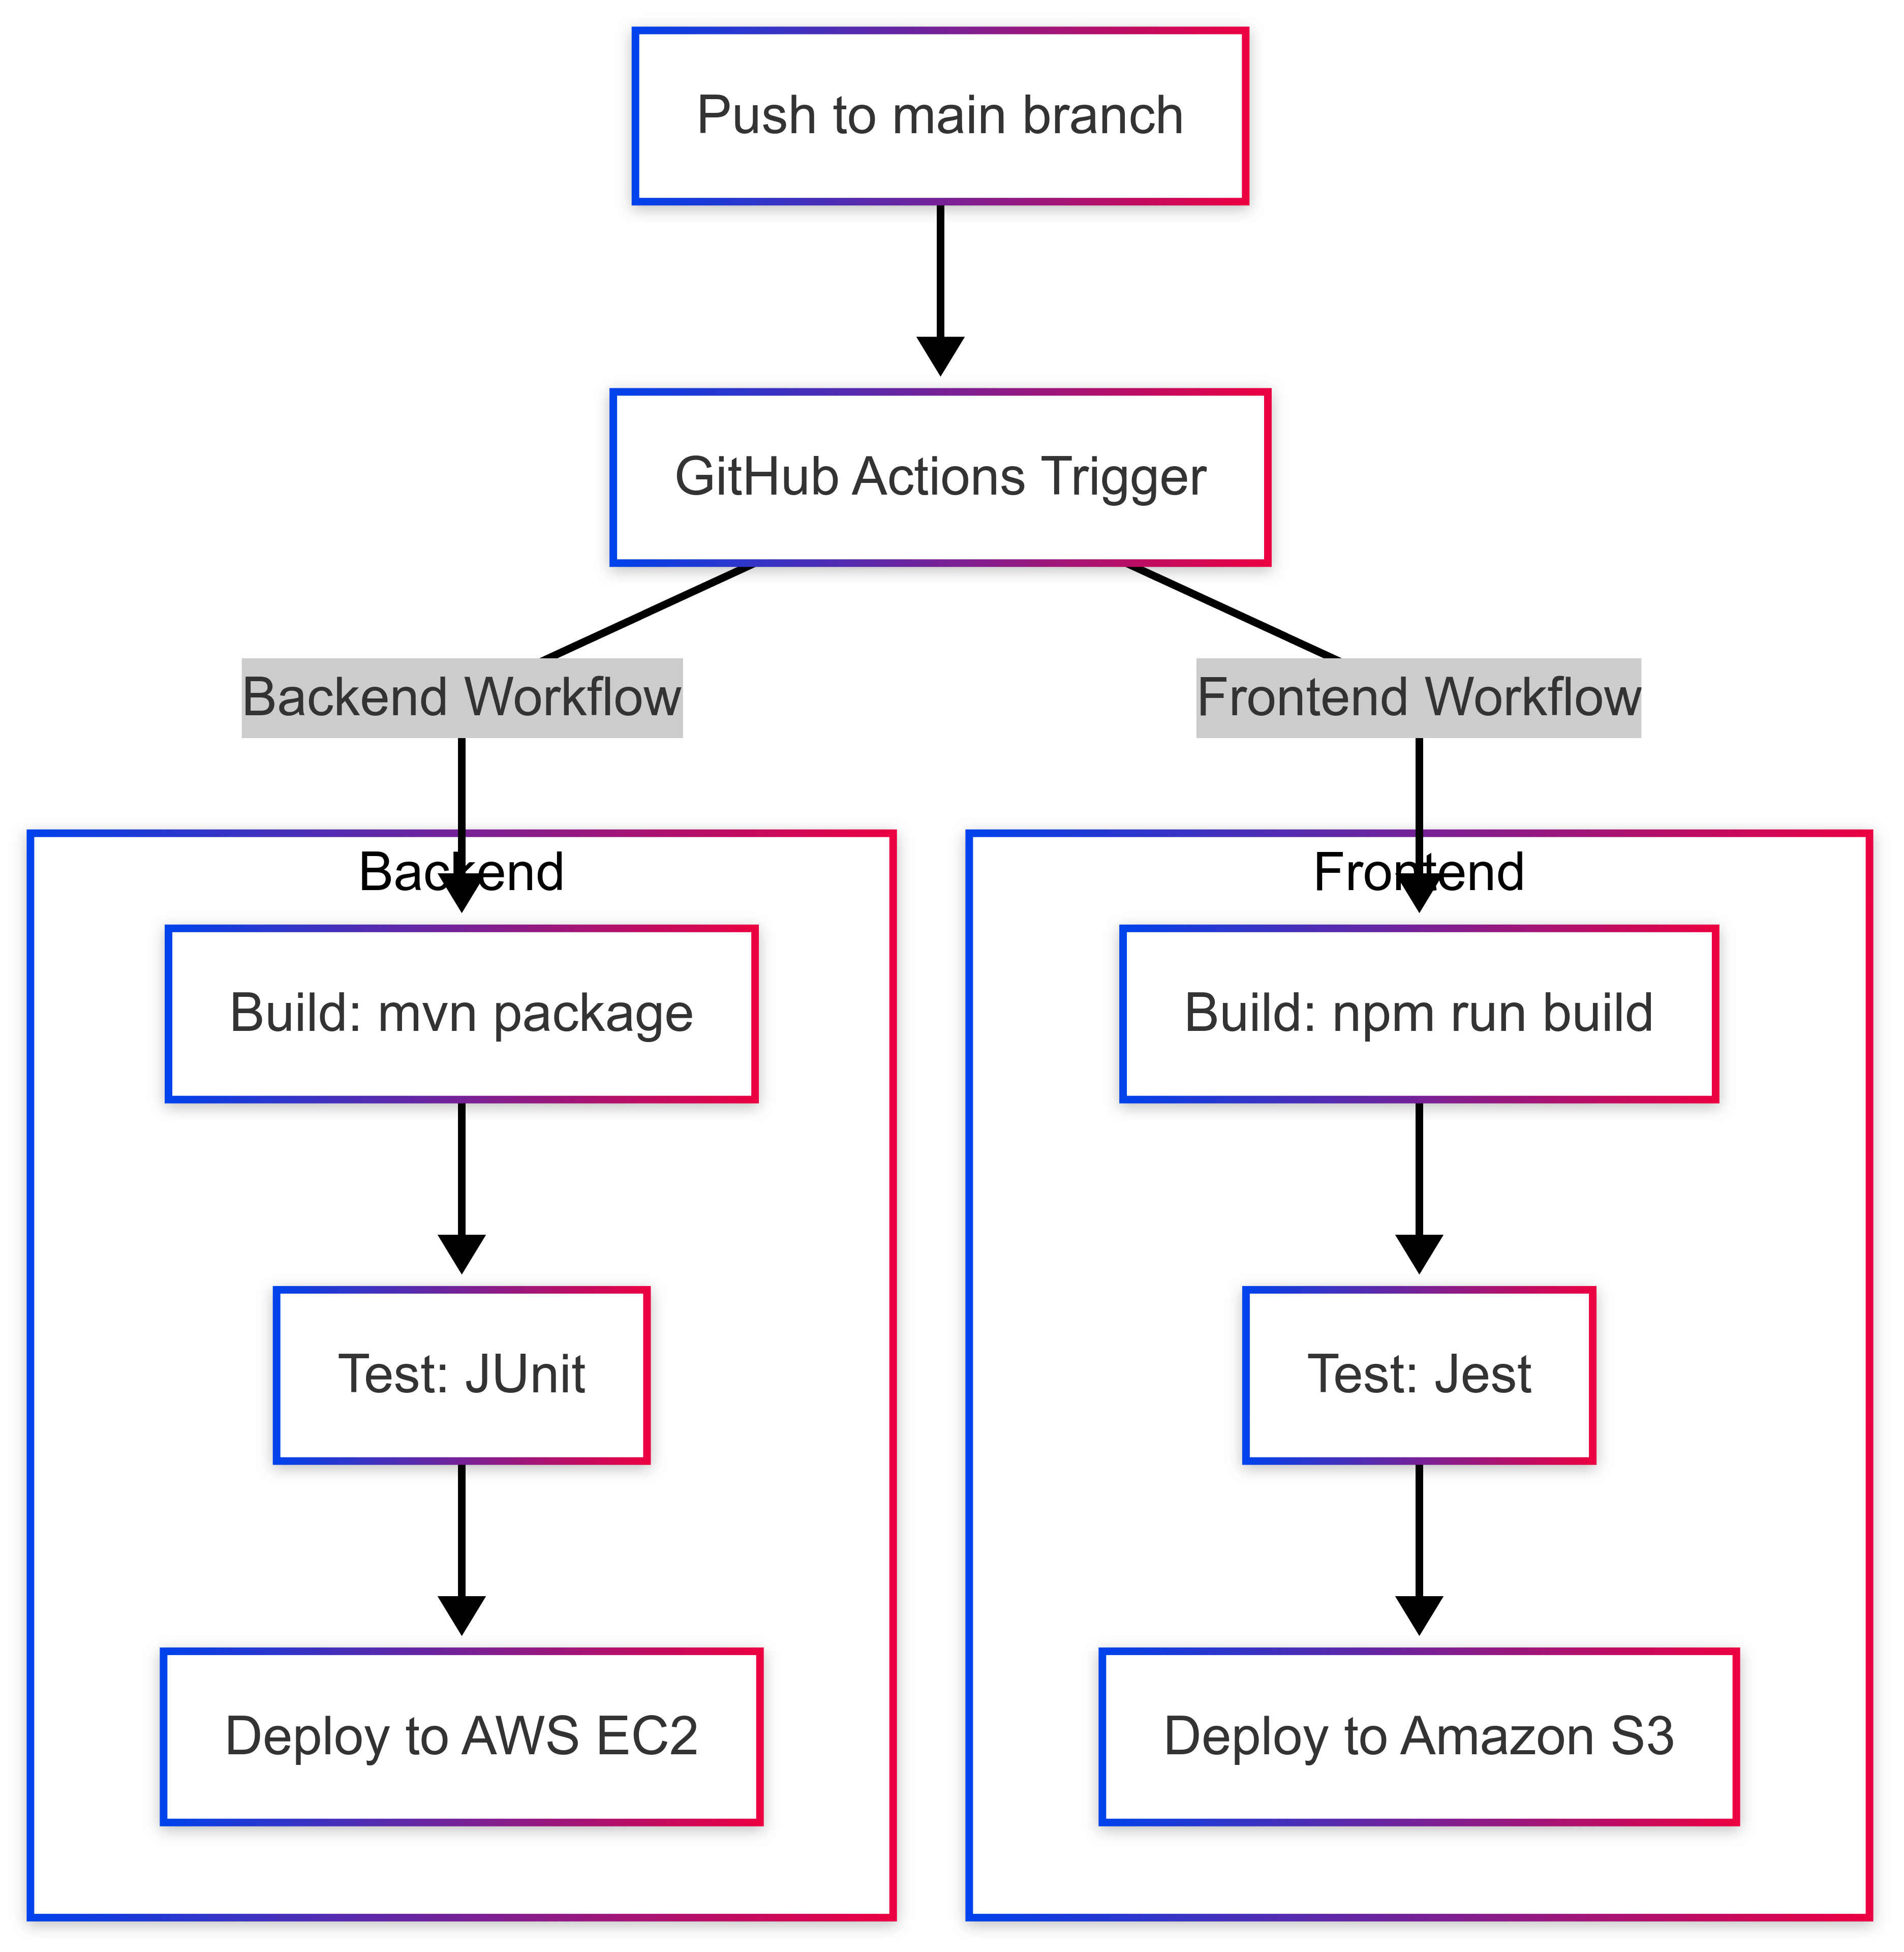 Push to main branch
GitHub Actions Trigger
Backend Workflow
Frontend Workflow
Backend
Build: mvn package
Test: JUnit
Deploy to AWS EC2
Frontend
Build: npm run build
Test: Jest
Deploy to Amazon S3